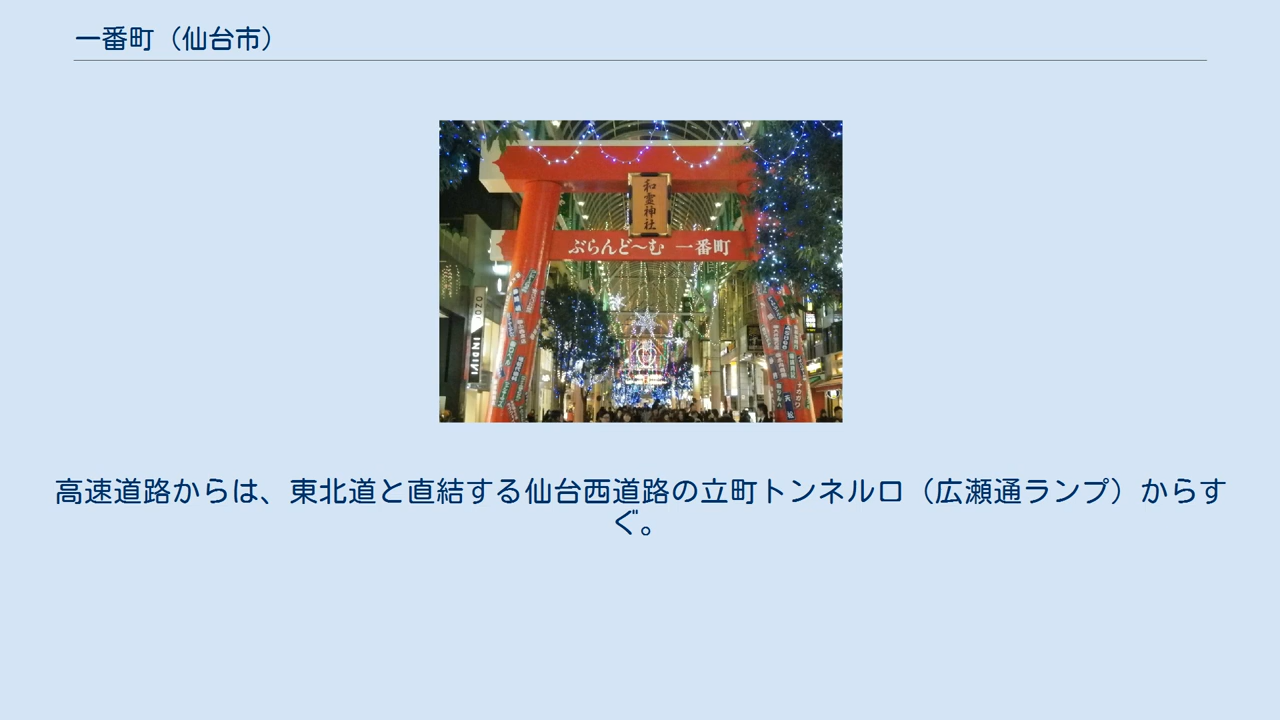 一番町（仙台市）
和霊神社
ぶらんど〜む 一番町
INDIVI
高速道路からは、東北道と直結する仙台西道路の立町トンネル口（広瀬通ランプ）からす
ぐ。